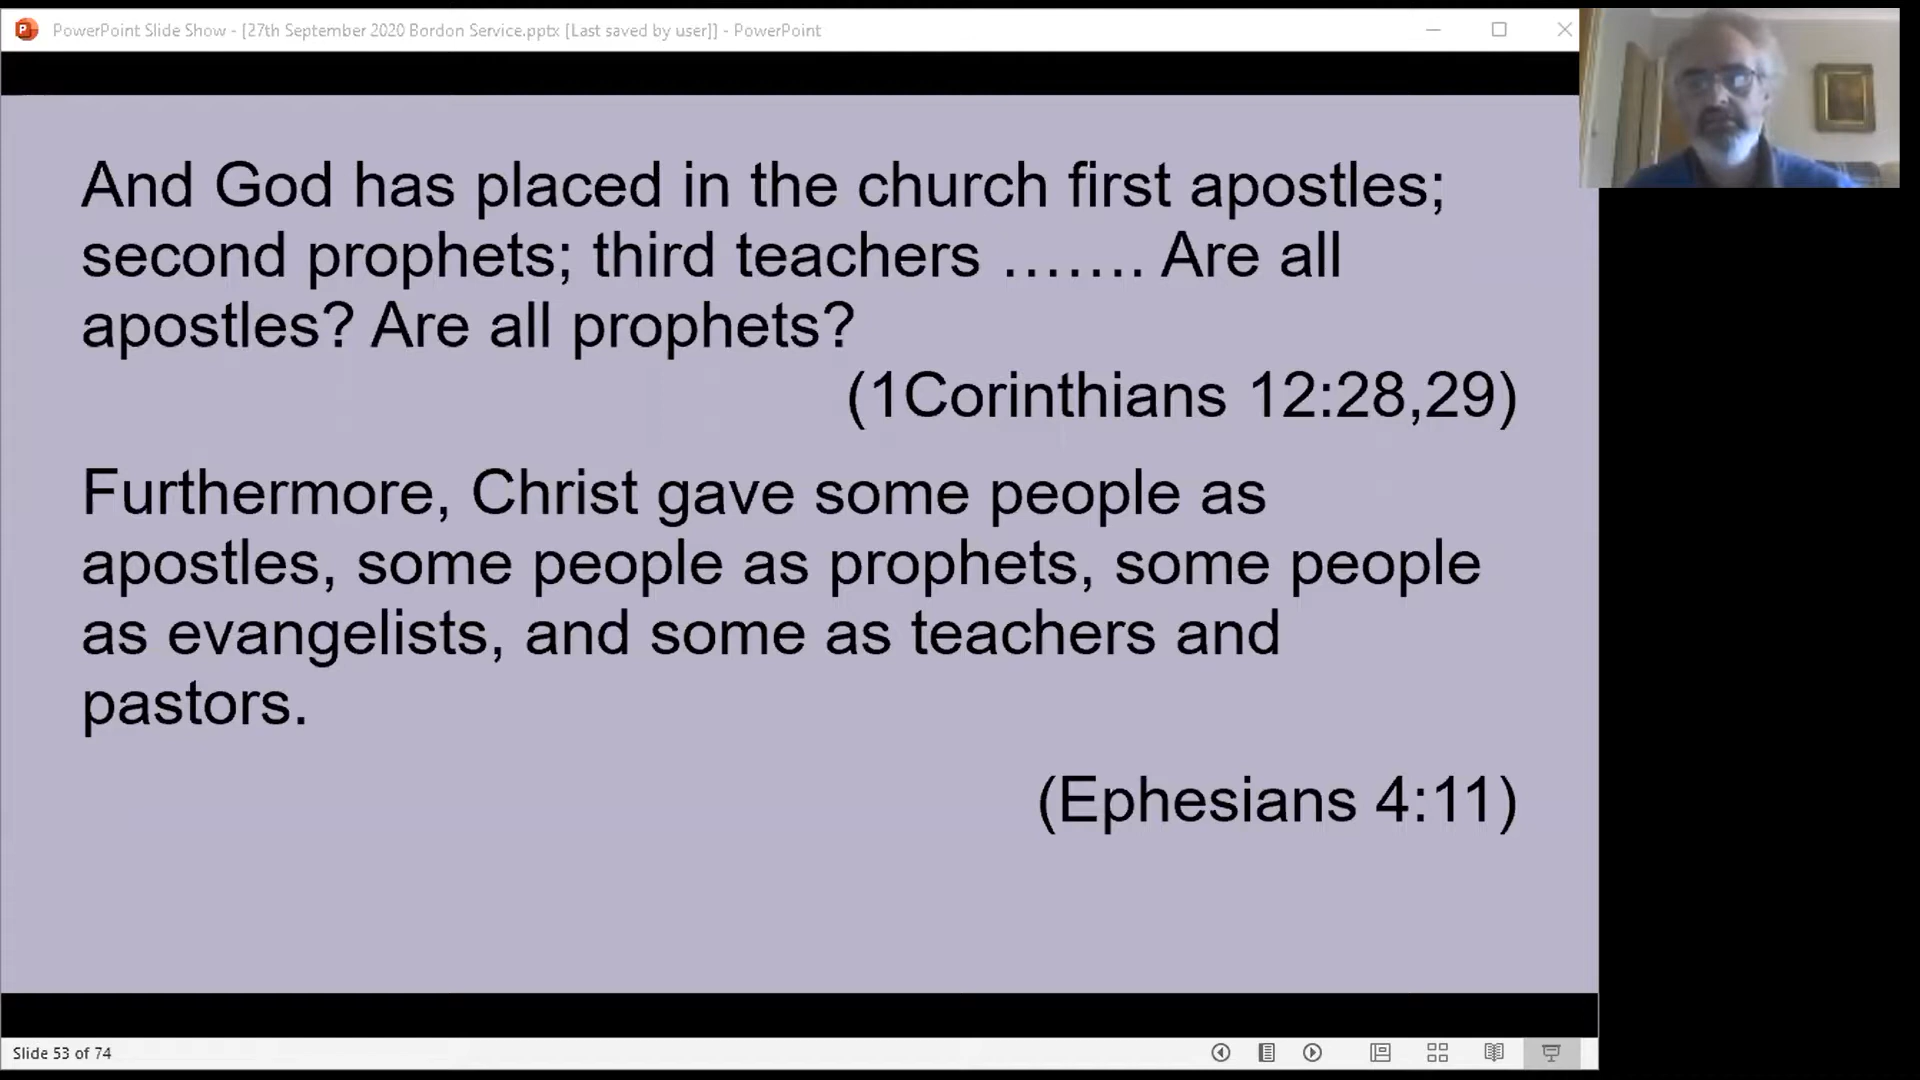 PowerPoint Slide Show - [27th September 2020 Bordon Service.pptx [Last saved by user]] - PowerPoint
And God has placed in the church first apostles;
second prophets; third teachers ……. Are all
apostles? Are all prophets?
(1Corinthians 12:28,29)
Furthermore, Christ gave some people as
apostles, some people as prophets, some people
as evangelists, and some as teachers and
pastors.
(Ephesians 4:11)
Slide 53 of 74